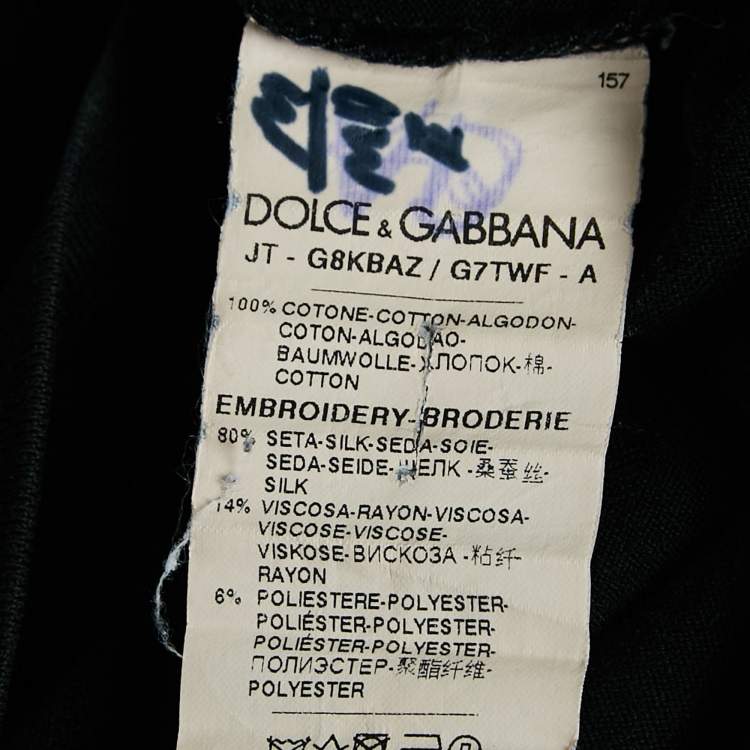 157
DOLCE & GABBANA
JT - G8KBAZ / G7TWF - A
100% COTONE-COTTON-ALGODON-
COTON-ALGODAO-
BAUMWOLLE-ХЛОПОК-棉-
COTTON
EMBROIDERY-BRODERIE
80% SETA-SILK-SEDA-SOIE-
SEDA-SEIDE-ШЕЛК -桑蚕丝-
SILK
14% VISCOSA-RAYON-VISCOSA-
VISCOSE-VISCOSE-
VISKOSE-ВИСКОЗА -粘纤-
RAYON
6% POLIESTERE-POLYESTER-
POLIÉSTER-POLYESTER-
POLIÉSTER-POLYESTER-
ПОЛИЭСТЕР-聚酯纤维-
POLYESTER